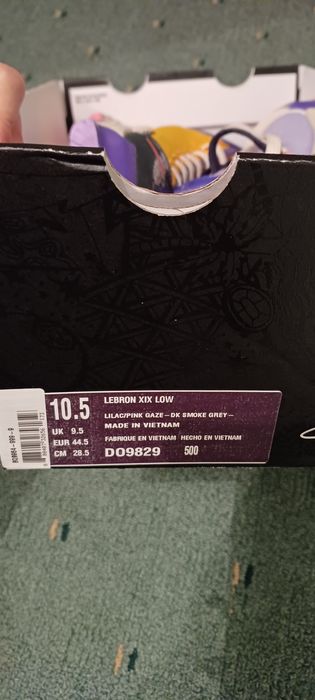 10.5
UK 9.5
EUR 44.5
CM 28.5
LEBRON XIX LOW
LILAC/PINK GAZE–DK SMOKE GREY–
MADE IN VIETNAM
FABRIQUE EN VIETNAM HECHO EN VIETNAM
DO9829 500